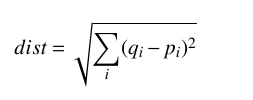 dist = √∑i(qi − pi)²